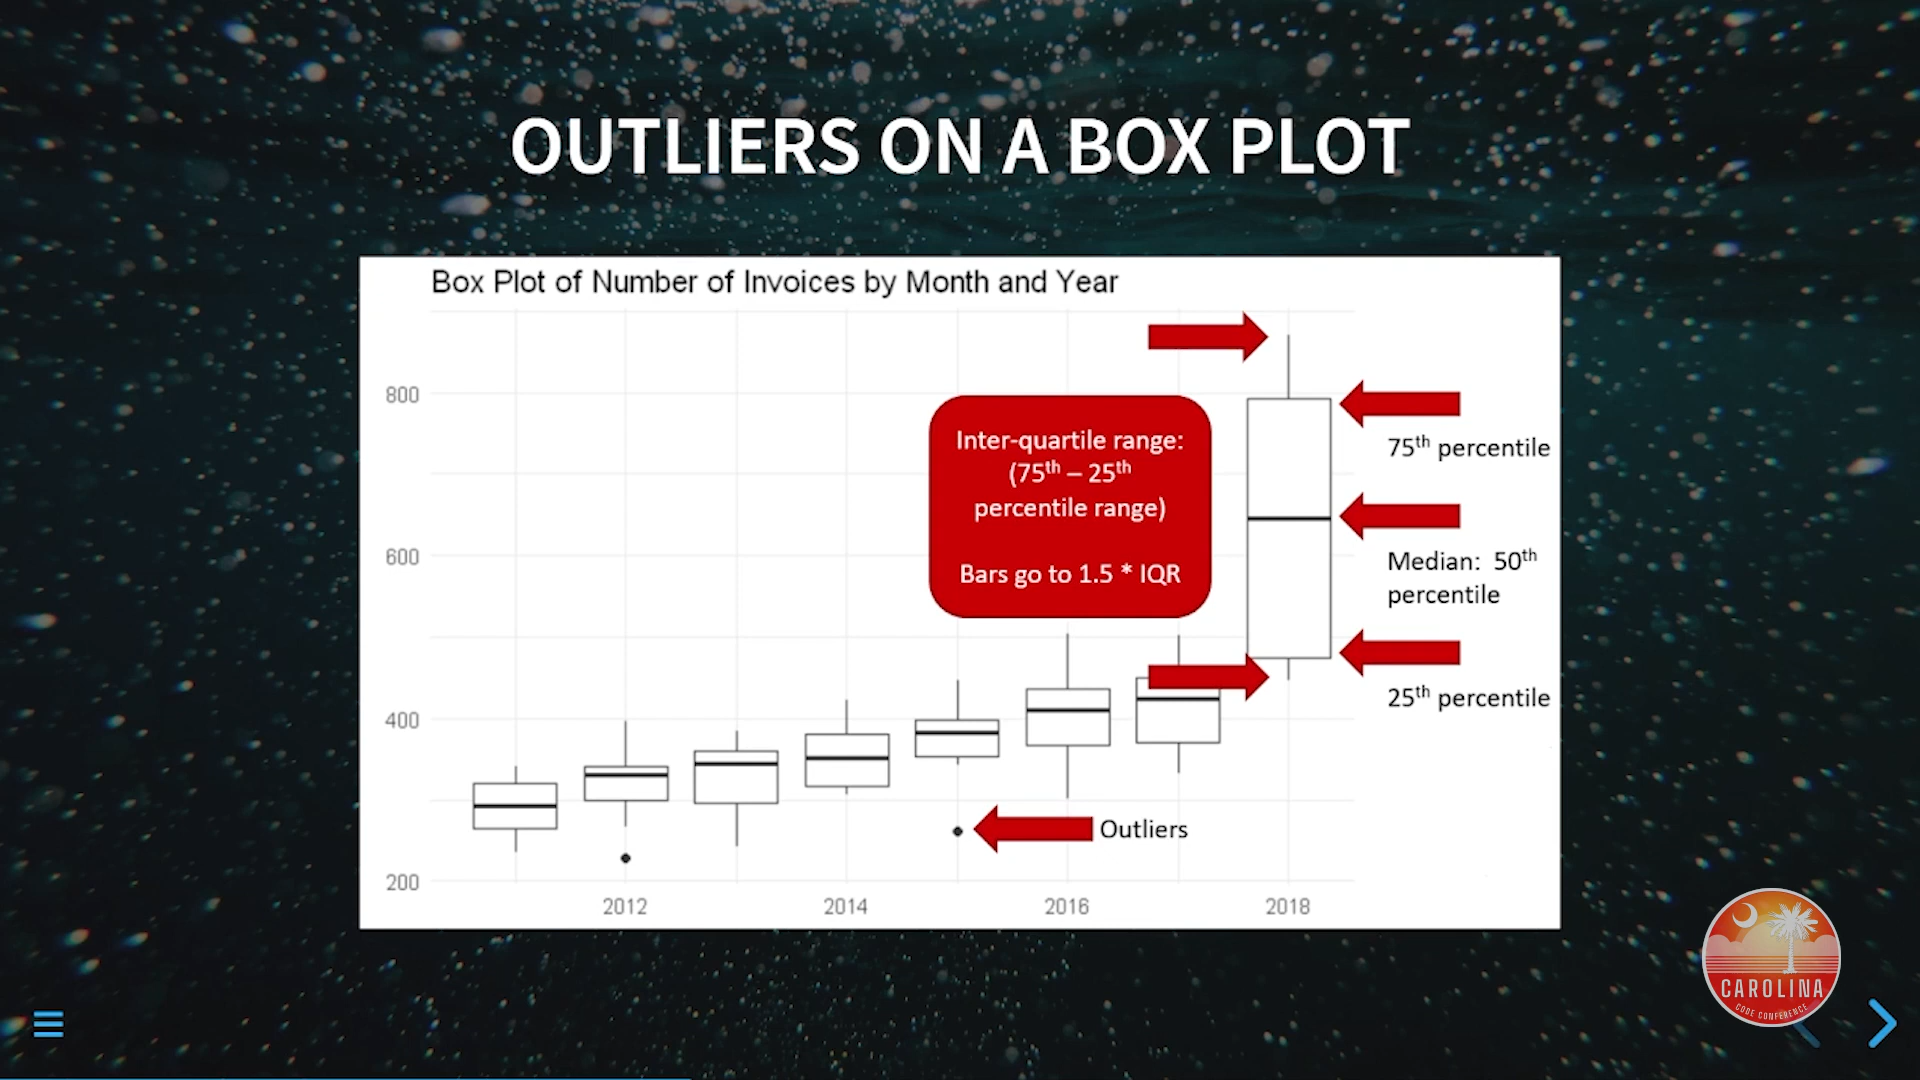 OUTLIERS ON A BOX PLOT
Box Plot of Number of Invoices by Month and Year
800
600
400
200
2012
2014
2016
2018
Inter-quartile range:
(75th – 25th
percentile range)
Bars go to 1.5 * IQR
75th percentile
Median: 50th
percentile
25th percentile
Outliers
CAROLINA
CODE CONFERENCE